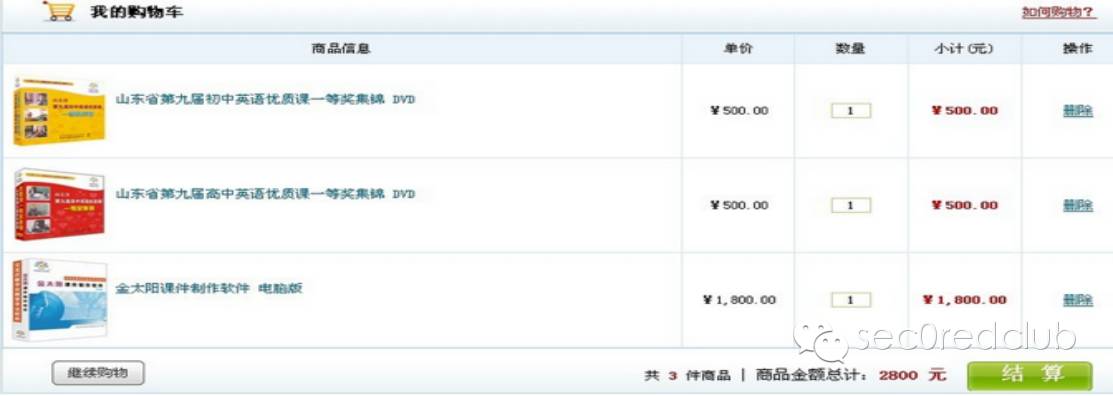 我的购物车
如何购物?
商品信息 单价 数量 小计(元) 操作
山东省第九届初中英语优质课一等奖集锦 DVD
¥500.00 1 ¥500.00 删除
山东省第九届高中英语优质课一等奖集锦 DVD
¥500.00 1 ¥500.00 删除
金太阳课件制作软件 电脑版
¥1,800.00 1 ¥1,800.00 删除
sec0redclub
继续购物 共 3 件商品 | 商品金额总计: 2800 元 结 算